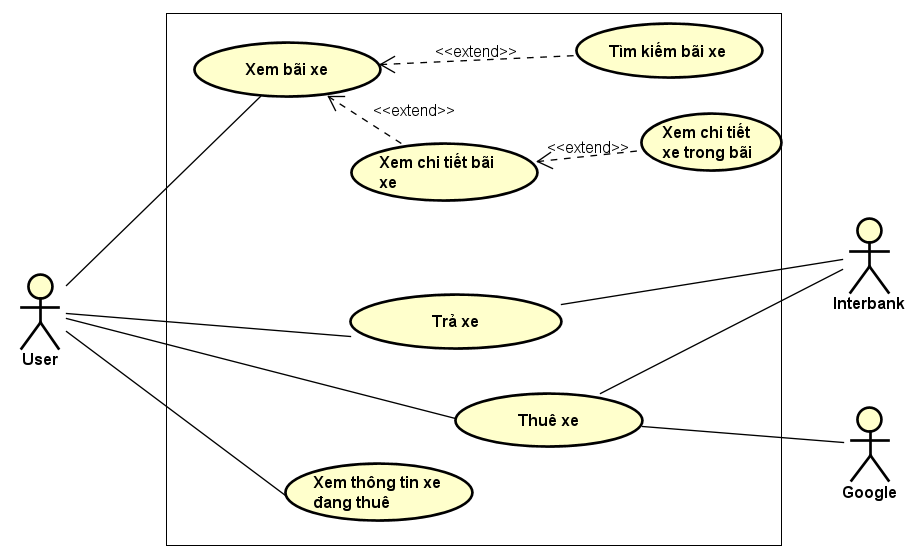 Xem bãi xe
<<extend>>
Tìm kiếm bãi xe
<<extend>>
Xem chi tiết bãi
xe
<<extend>>
Xem chi tiết
xe trong bãi
User
Trả xe
Interbank
Thuê xe
Google
Xem thông tin xe
đang thuê